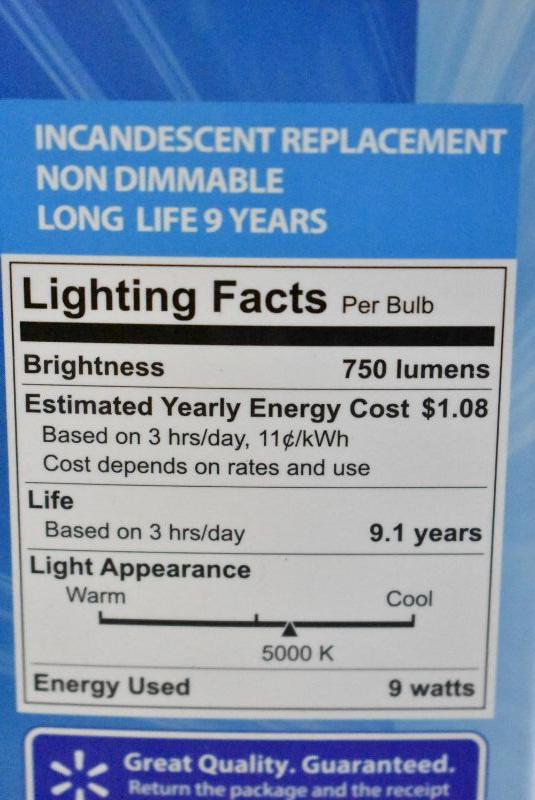 INCANDESCENT REPLACEMENT
NON DIMMABLE
LONG LIFE 9 YEARS
Lighting Facts Per Bulb
Brightness 750 lumens
Estimated Yearly Energy Cost $1.08
Based on 3 hrs/day, 11¢/kWh
Cost depends on rates and use
Life
Based on 3 hrs/day 9.1 years
Light Appearance
Warm Cool
5000 K
Energy Used 9 watts
Great Quality. Guaranteed.
Return the package and the receipt